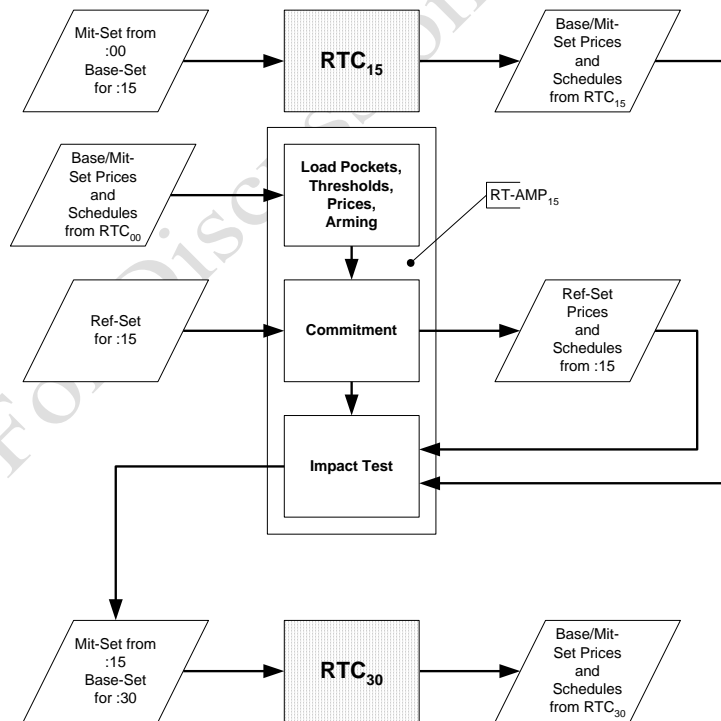 Mit-Set from
:00
Base-Set
for :15
RTC15
Base/Mit-
Set Prices
and
Schedules
from RTC15
Base/Mit-
Set Prices
and
Schedules
from RTC00
Load Pockets,
Thresholds,
Prices,
Arming
RT-AMP15
Ref-Set
for :15
Commitment
Ref-Set
Prices
and
Schedules
from :15
Impact Test
Mit-Set from
:15
Base-Set
for :30
RTC30
Base/Mit-
Set Prices
and
Schedules
from RTC30
For Discussion